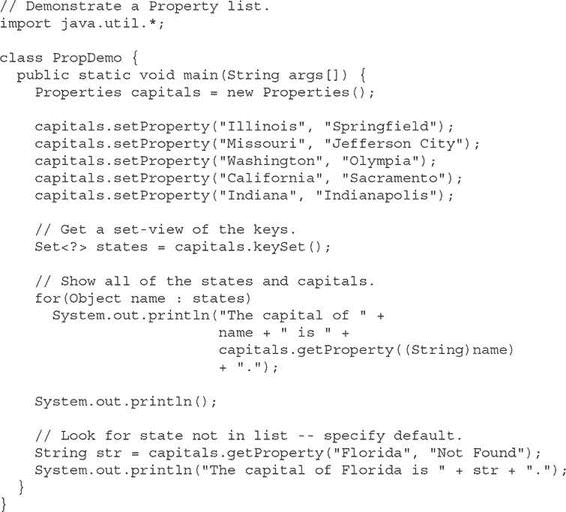 // Demonstrate a Property list.
import java.util.*;

class PropDemo {
  public static void main(String args[]) {
    Properties capitals = new Properties();

    capitals.setProperty("Illinois", "Springfield");
    capitals.setProperty("Missouri", "Jefferson City");
    capitals.setProperty("Washington", "Olympia");
    capitals.setProperty("California", "Sacramento");
    capitals.setProperty("Indiana", "Indianapolis");

    // Get a set-view of the keys.
    Set<?> states = capitals.keySet();

    // Show all of the states and capitals.
    for(Object name : states)
      System.out.println("The capital of " +
                         name + " is " +
                         capitals.getProperty((String)name)
                         + ".");

    System.out.println();

    // Look for state not in list -- specify default.
    String str = capitals.getProperty("Florida", "Not Found");
    System.out.println("The capital of Florida is " + str + ".");
  }
}